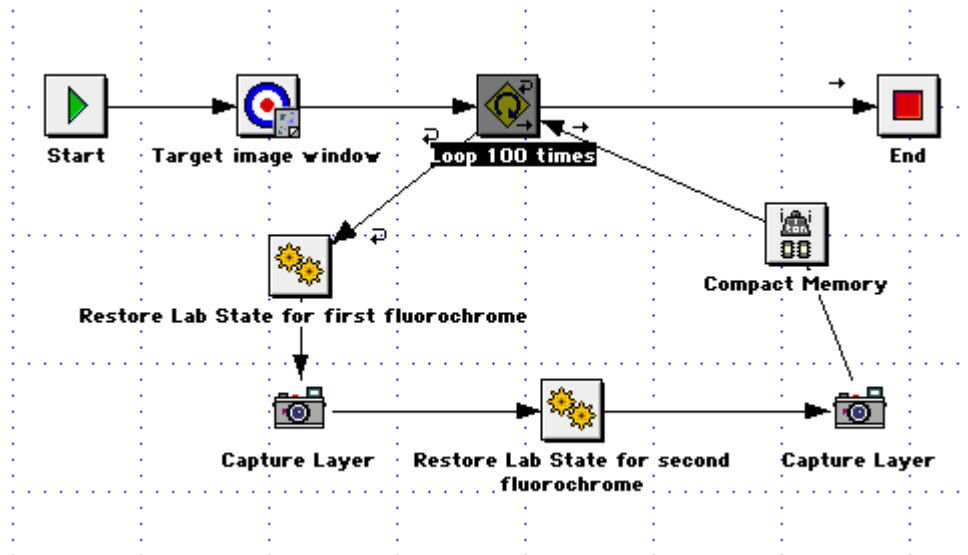 Start
Target image window
Loop 100 times
End
Compact Memory
Restore Lab State for first fluorochrome
Capture Layer
Restore Lab State for second
fluorochrome
Capture Layer